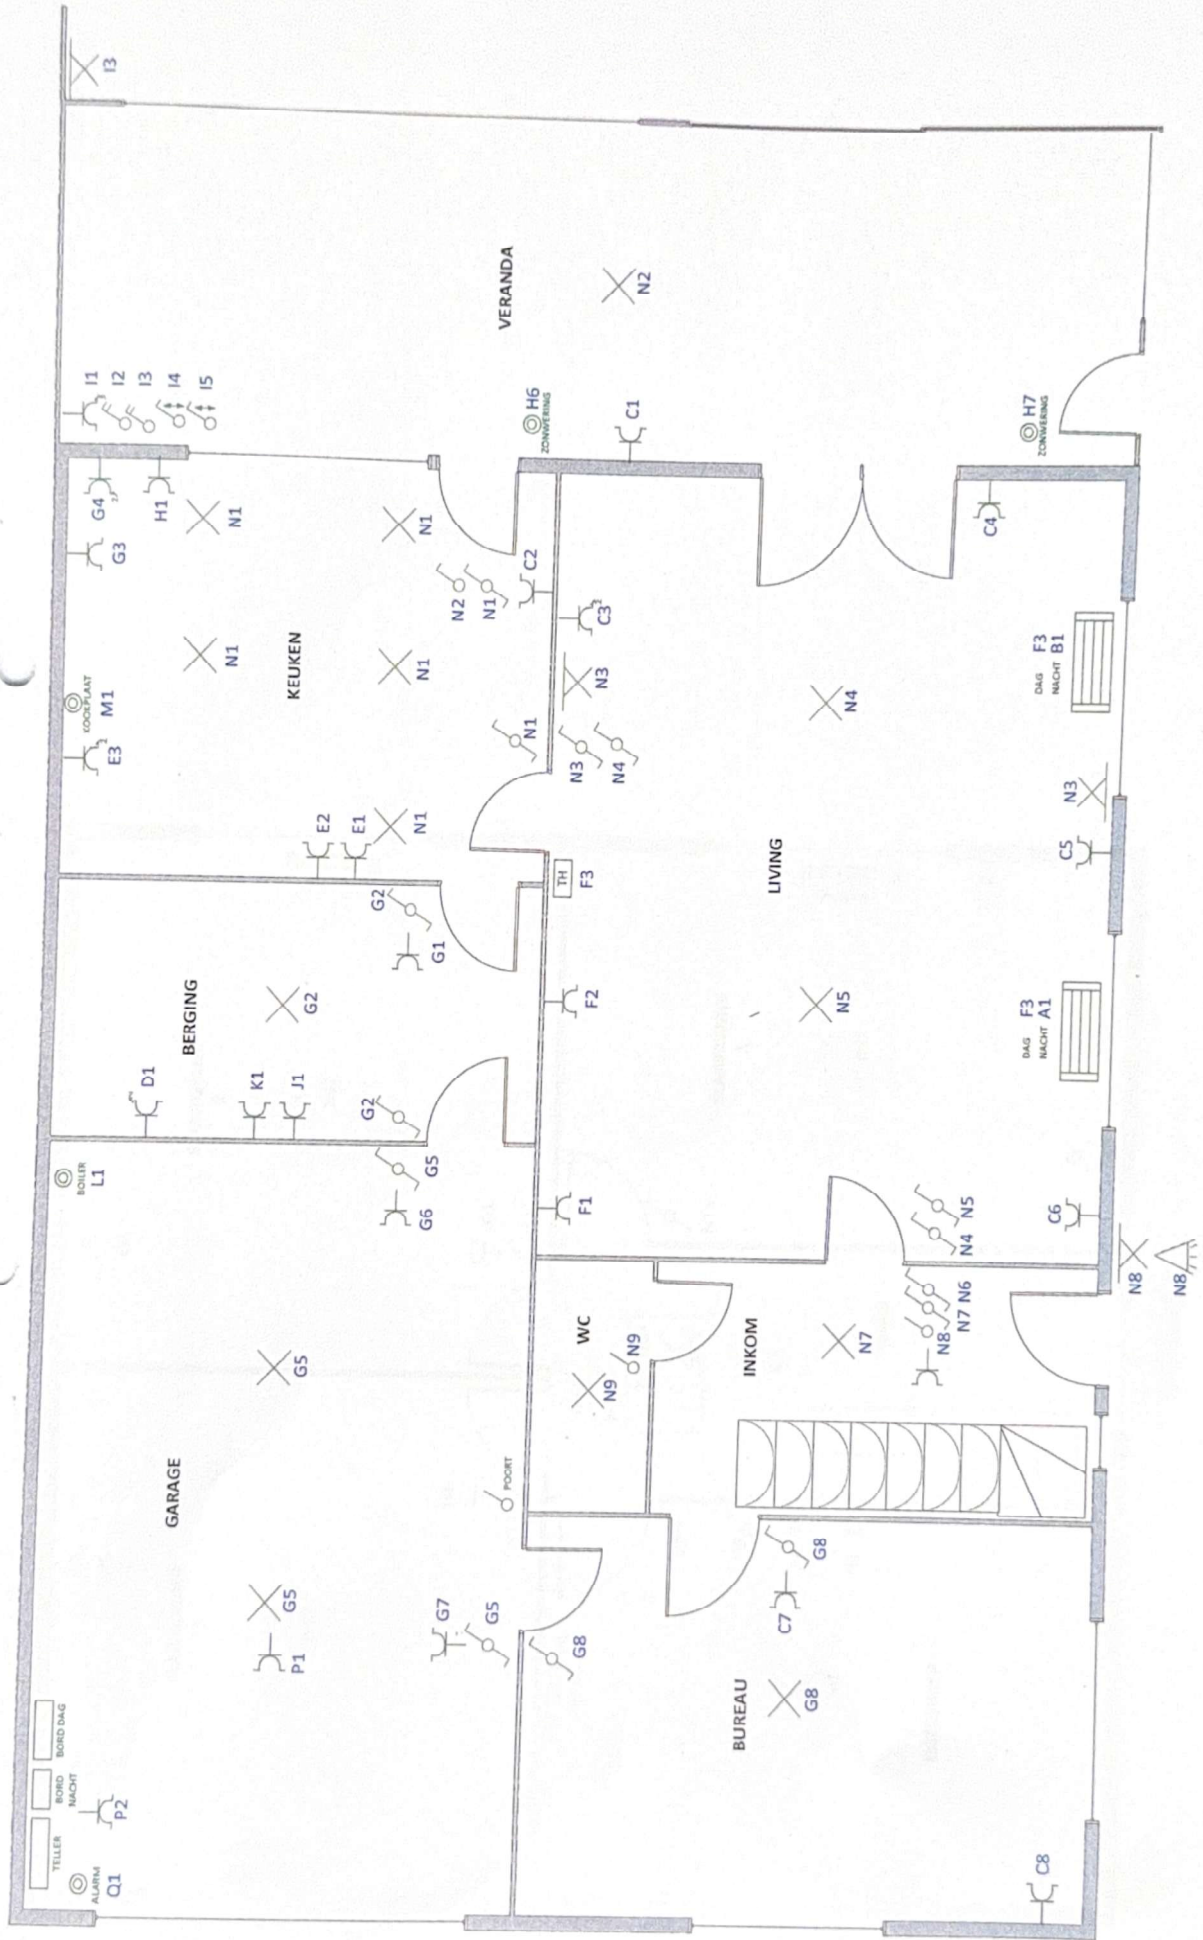 TELLER
BORD NACHT
BORD DAG
ALARM
Q1
P2
GARAGE
P1
G5
G5
G7
G5
POORT
BOILER
L1
G5
G6
D1
BERGING
K1
J1
G2
G2
G2
G1
E3
COOKPLAAT
M1
G3
G4
2
H1
N1
N1
KEUKEN
E2
E1
N1
N1
N1
N2
N1
N1
C2
I1
I2
I3
I4
I5
I3
VERANDA
H6
ZONWERING
C1
N2
H7
ZONWERING
G8
BUREAU
G8
C7
G8
C8
WC
N9
N9
INKOM
N7
N8
N7
N6
F1
F2
TH
F3
N3
N4
N3
C3
2
LIVING
N5
N4
N4
N5
C6
DAG
F3
NACHT
A1
C5
N3
DAG
F3
NACHT
B1
C4
N8
N8